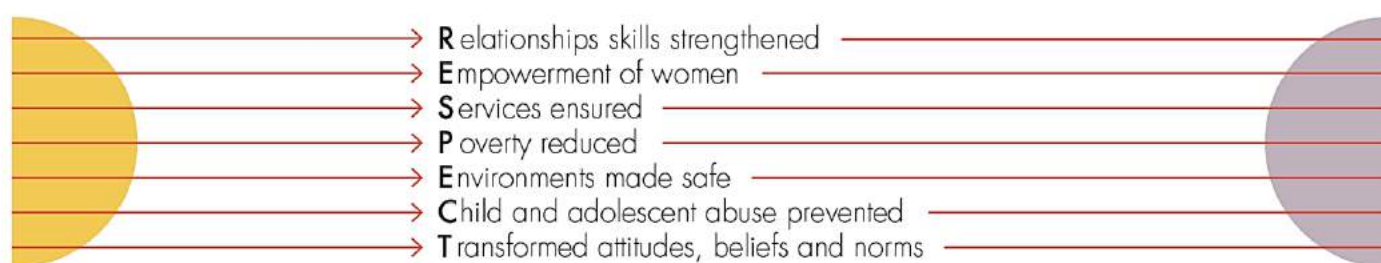 Relationships skills strengthened
Empowerment of women
Services ensured
Poverty reduced
Environments made safe
Child and adolescent abuse prevented
Transformed attitudes, beliefs and norms